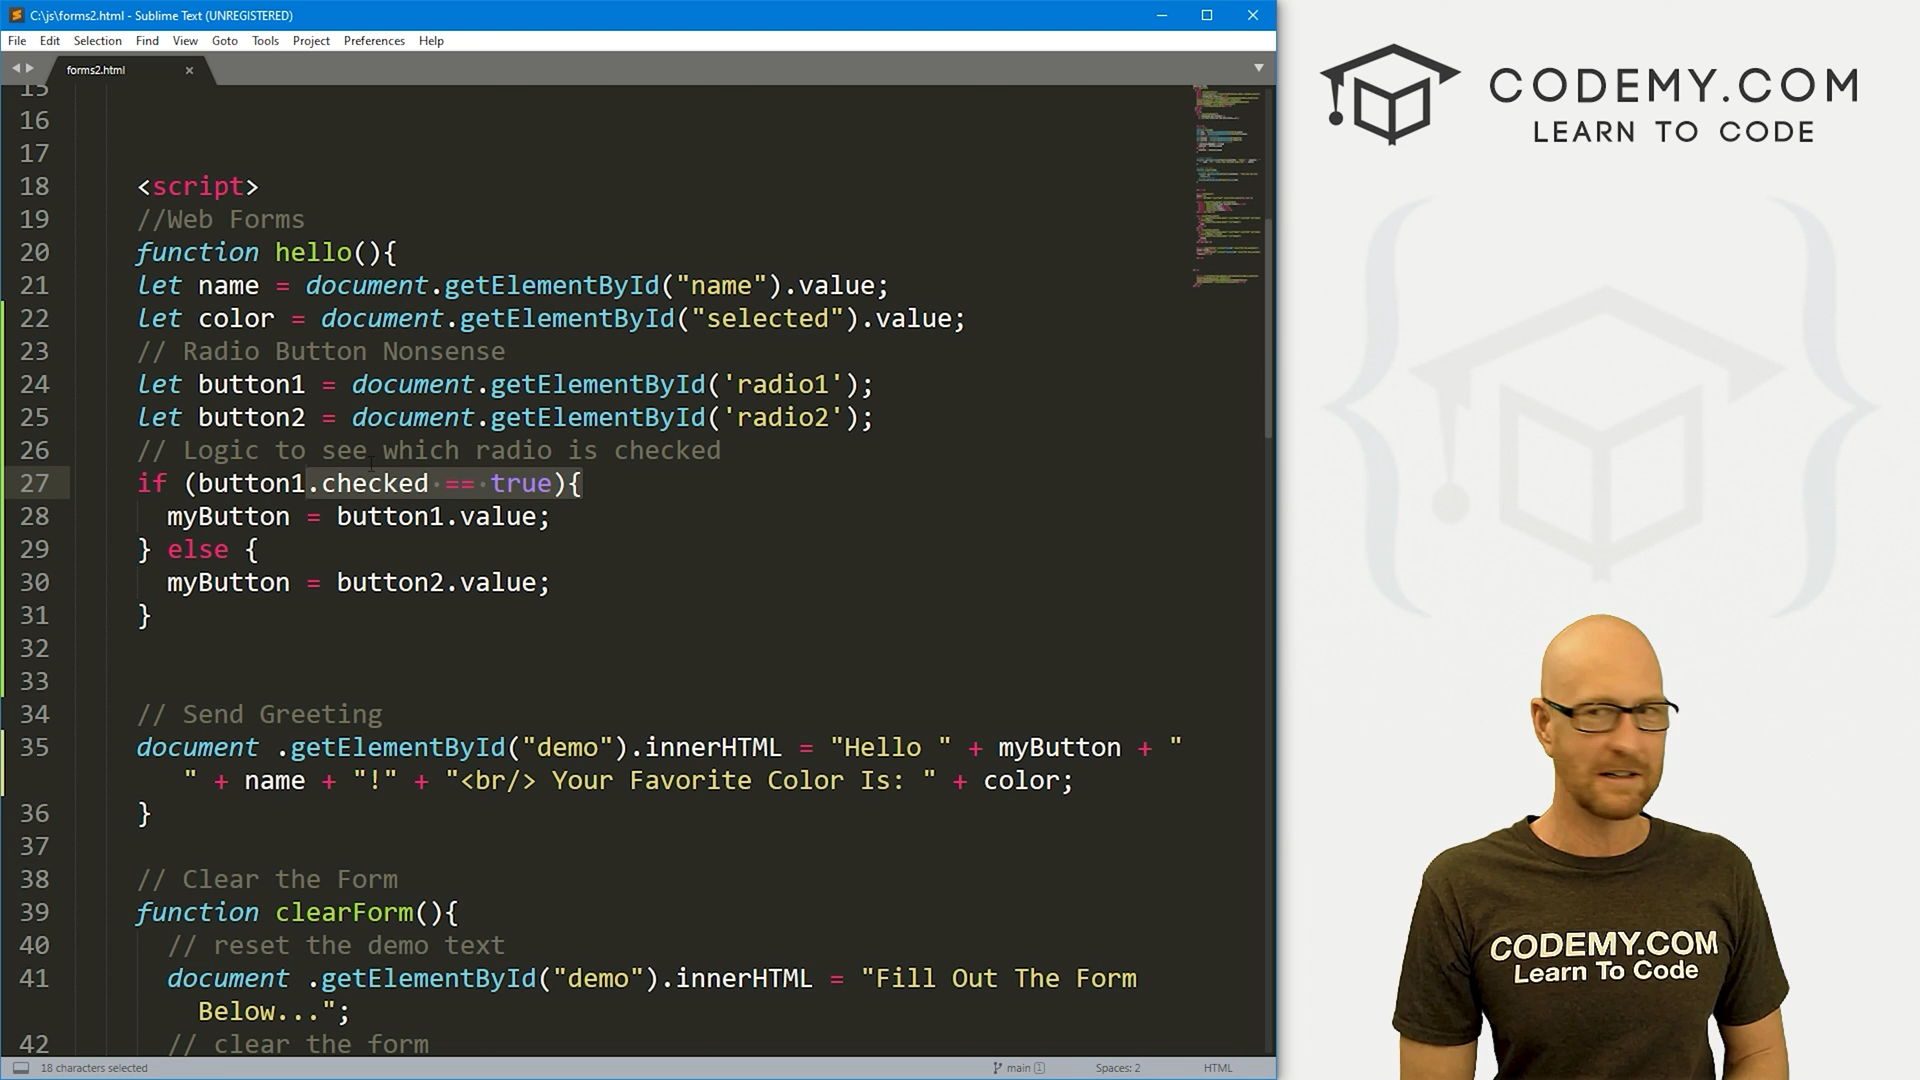 C:\js\forms2.html - Sublime Text (UNREGISTERED)
File Edit Selection Find View Goto Tools Project Preferences Help
forms2.html
15
16
17
18 <script>
19 //Web Forms
20 function hello(){
21 let name = document.getElementById("name").value;
22 let color = document.getElementById("selected").value;
23 // Radio Button Nonsense
24 let button1 = document.getElementById('radio1');
25 let button2 = document.getElementById('radio2');
26 // Logic to see which radio is checked
27 if (button1.checked == true){
28 myButton = button1.value;
29 } else {
30 myButton = button2.value;
31 }
32
33
34 // Send Greeting
35 document .getElementById("demo").innerHTML = "Hello " + myButton + "
" + name + "!" + "<br/> Your Favorite Color Is: " + color;
36 }
37
38 // Clear the Form
39 function clearForm(){
40 // reset the demo text
41 document .getElementById("demo").innerHTML = "Fill Out The Form
Below...";
42 // clear the form
18 characters selected
main 1
Spaces: 2
HTML
CODEMY.COM
LEARN TO CODE
CODEMY.COM
Learn To Code